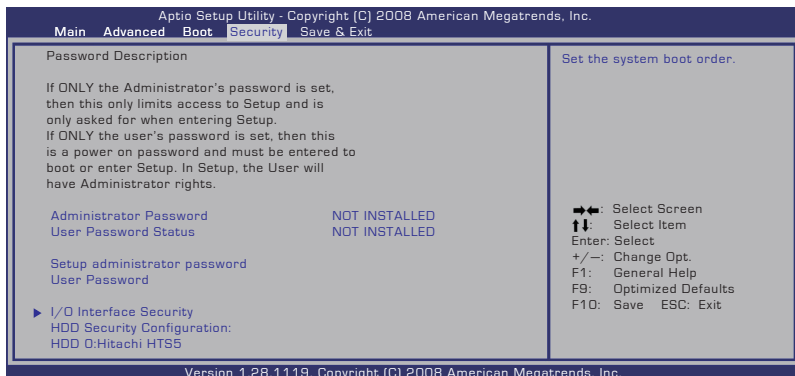 Aptio Setup Utility - Copyright (C) 2008 American Megatrends, Inc.
Main Advanced Boot Security Save & Exit
Password Description
If ONLY the Administrator's password is set,
then this only limits access to Setup and is
only asked for when entering Setup.
If ONLY the user's password is set, then this
is a power on password and must be entered to
boot or enter Setup. In Setup, the User will
have Administrator rights.
Administrator Password NOT INSTALLED
User Password Status NOT INSTALLED
Setup administrator password
User Password
I/O Interface Security
HDD Security Configuration:
HDD 0:Hitachi HTS5
Set the system boot order.
→←: Select Screen
↑↓: Select Item
Enter: Select
+/—: Change Opt.
F1: General Help
F9: Optimized Defaults
F10: Save ESC: Exit
Version 1.28.1119. Copyright (C) 2008 American Megatrends, Inc.